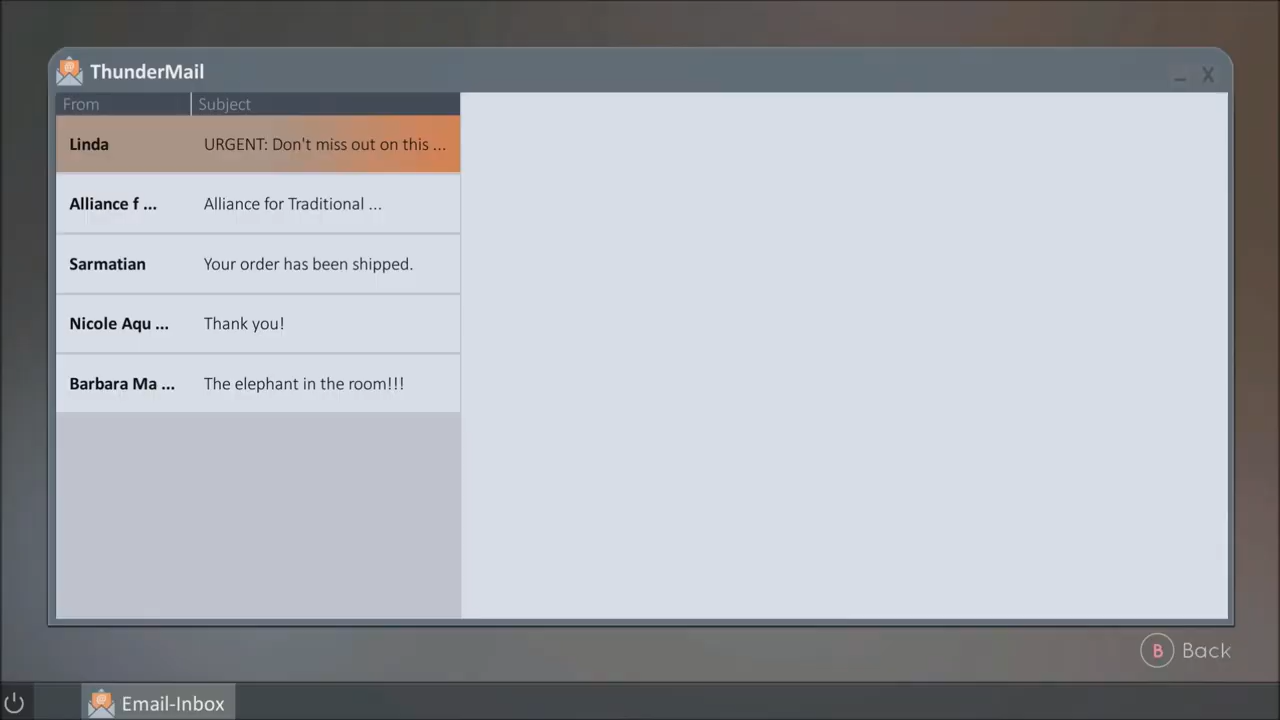 ThunderMail
From Subject
Linda URGENT: Don't miss out on this ...
Alliance f ... Alliance for Traditional ...
Sarmatian Your order has been shipped.
Nicole Aqu ... Thank you!
Barbara Ma ... The elephant in the room!!!
B Back
Email-Inbox